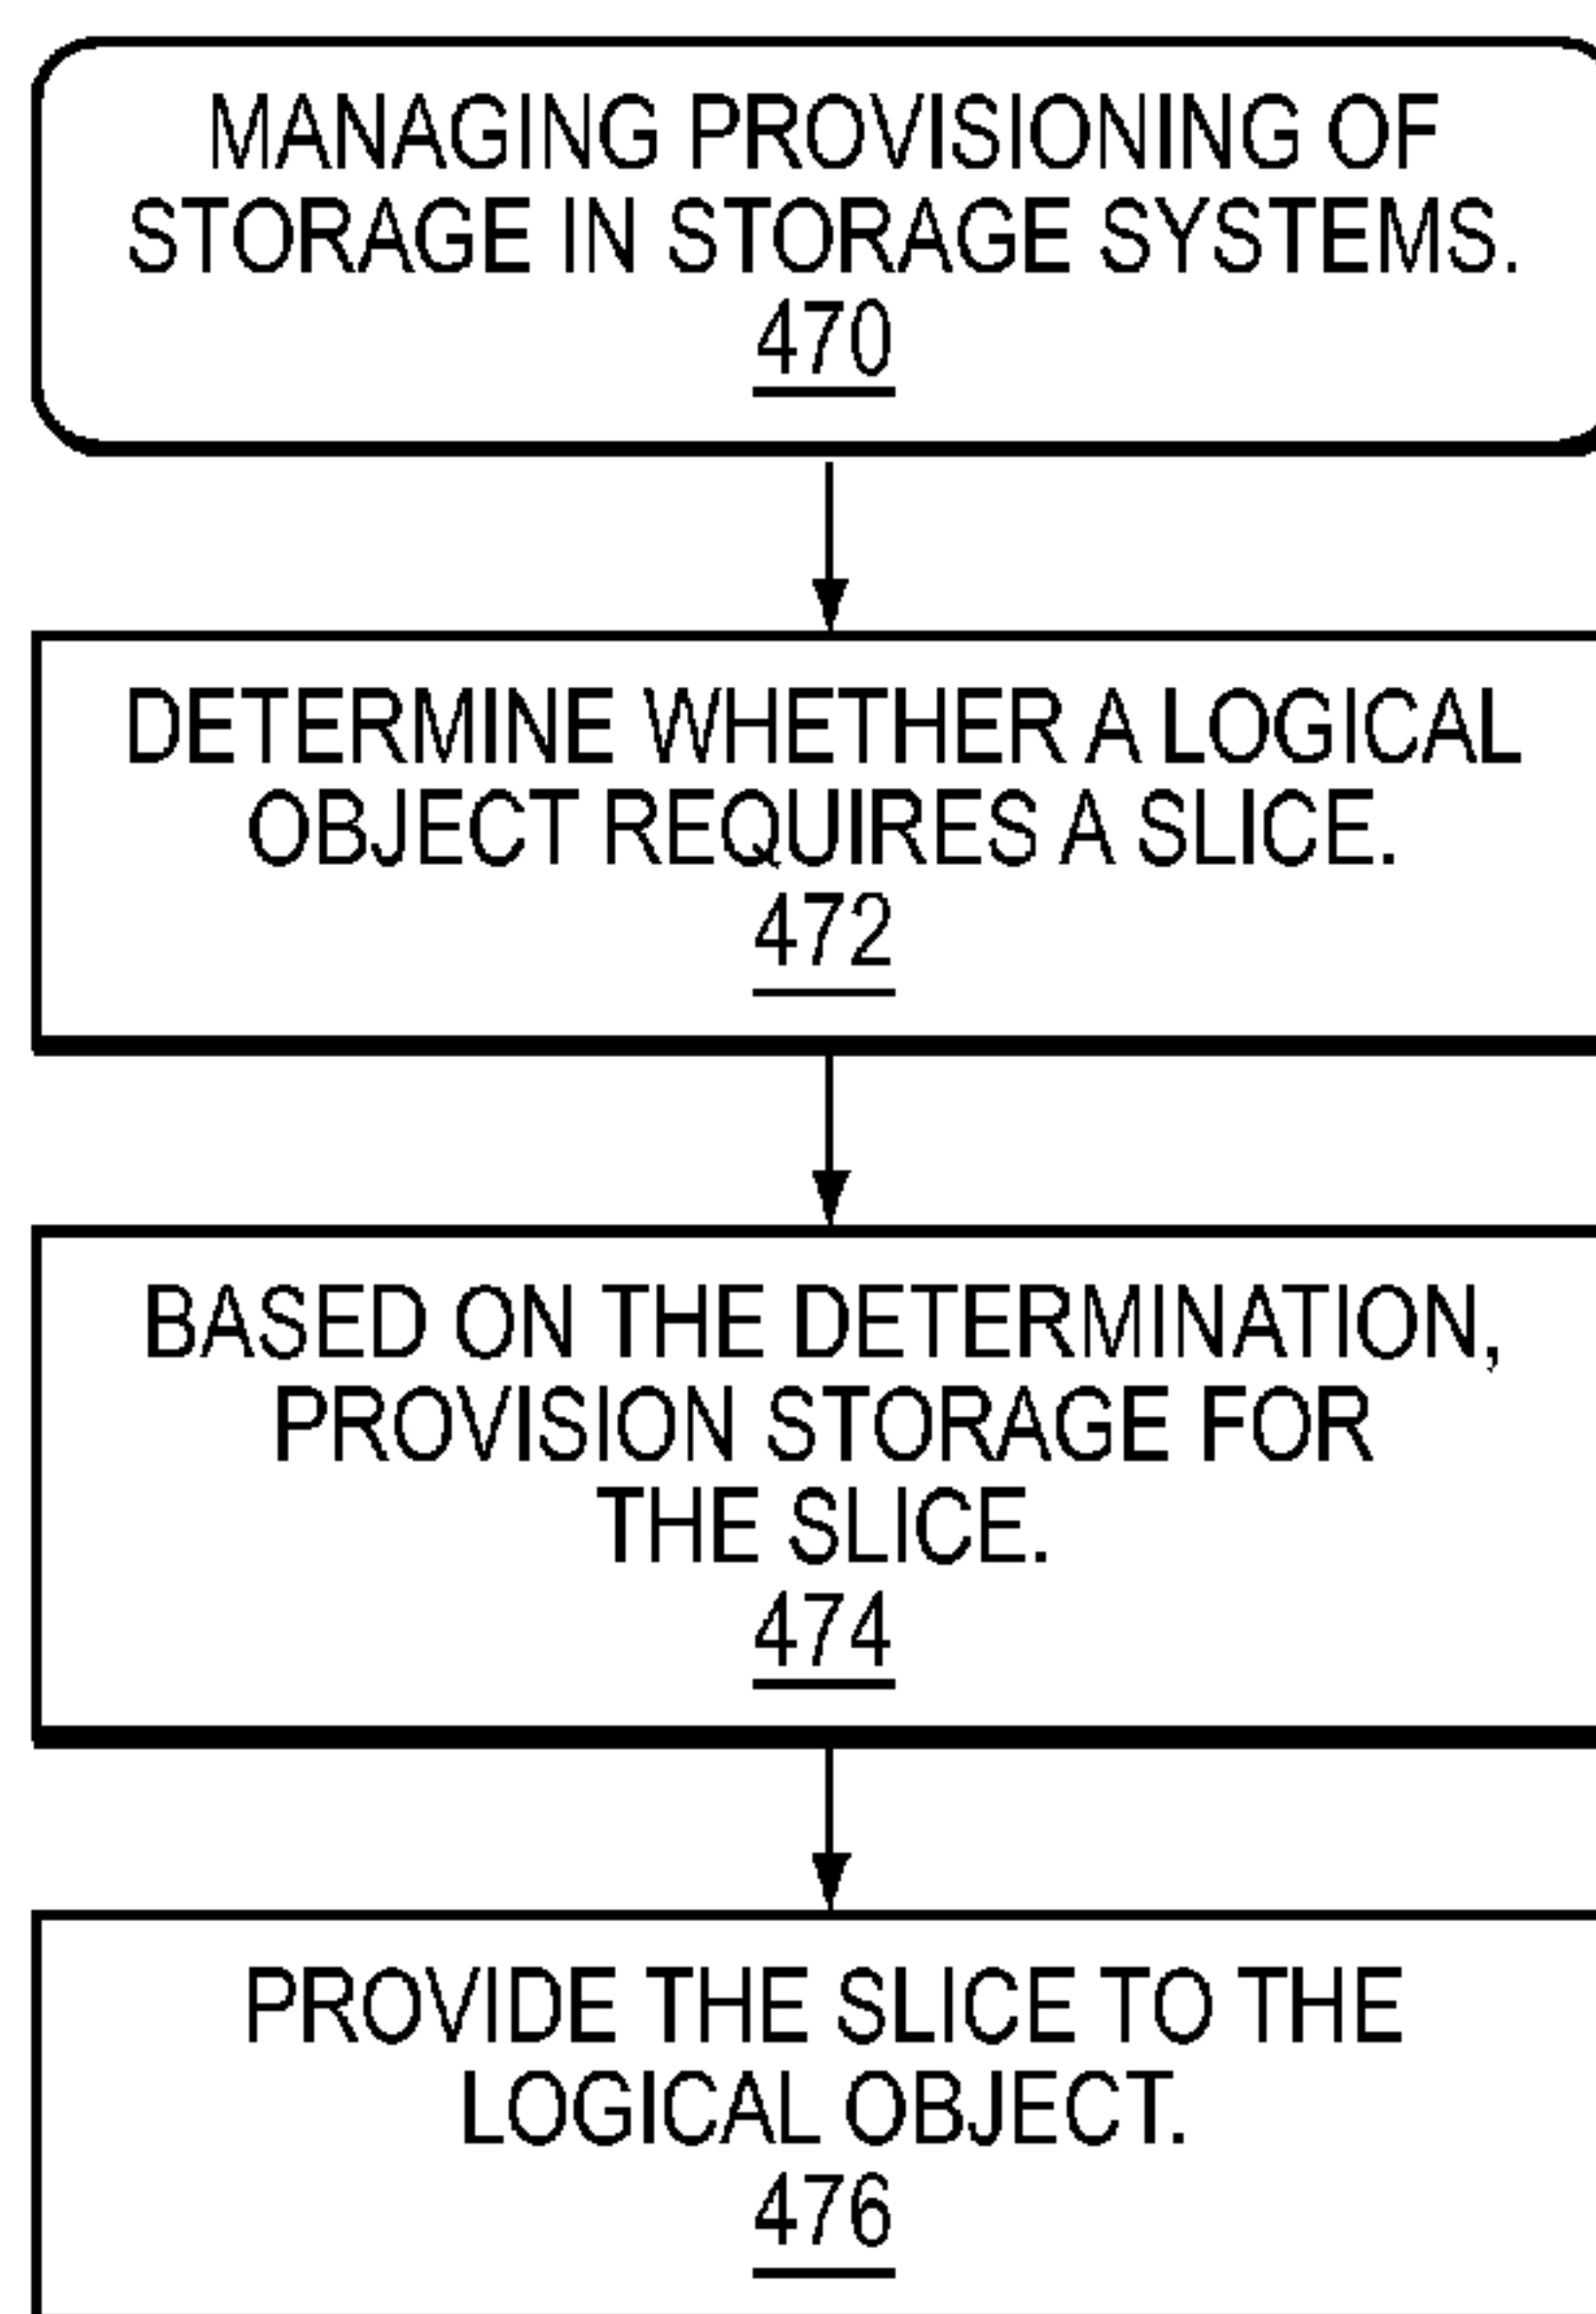 MANAGING PROVISIONING OF
STORAGE IN STORAGE SYSTEMS.
470
DETERMINE WHETHER A LOGICAL
OBJECT REQUIRES A SLICE.
472
BASED ON THE DETERMINATION,
PROVISION STORAGE FOR
THE SLICE.
474
PROVIDE THE SLICE TO THE
LOGICAL OBJECT.
476